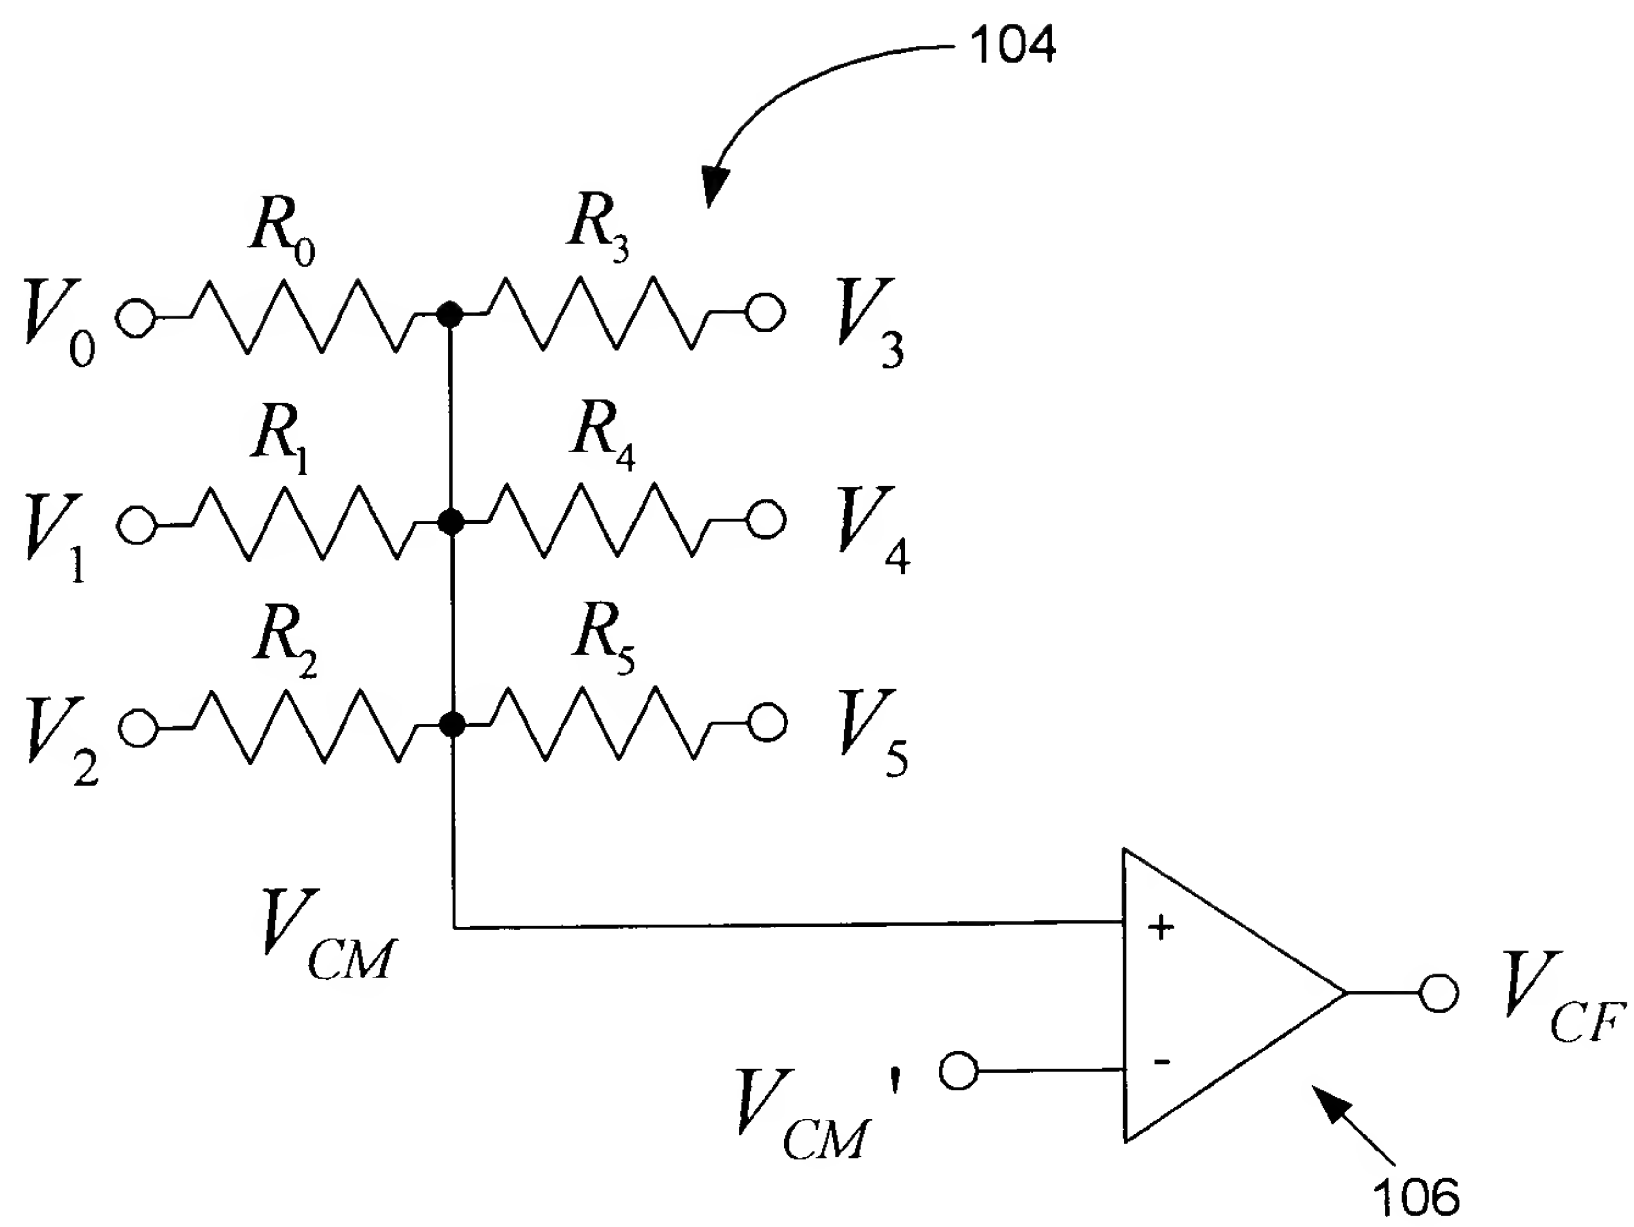 104
R0 R3
V0 V3
R1 R4
V1 V4
R2 R5
V2 V5
VCM
+
VCF
-
VCM'
106